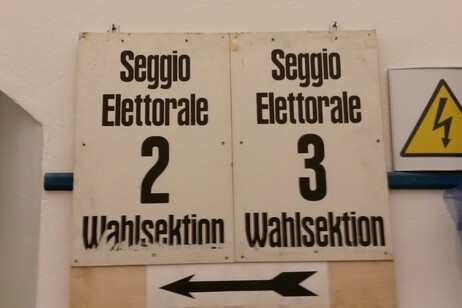 Seggio
Elettorale
2
Wahlsektion
Seggio
Elettorale
3
Wahlsektion